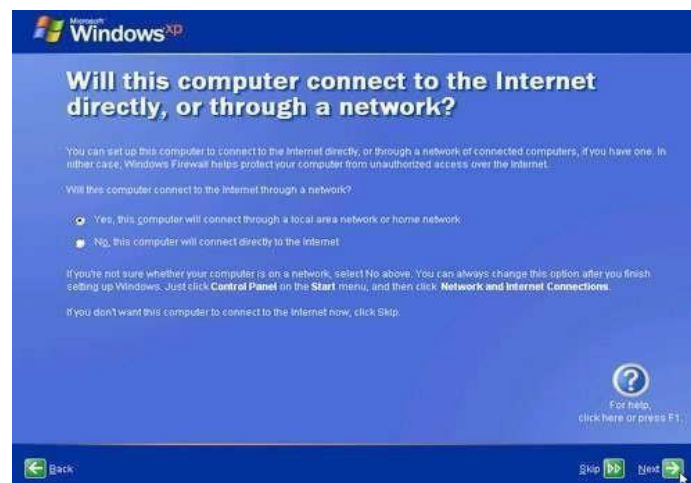 Microsoft
Windows xp
Will this computer connect to the Internet
directly, or through a network?
You can set up this computer to connect to the Internet directly, or through a network of connected computers, if you have one. In
either case, Windows Firewall helps protect your computer from unauthorized access over the Internet.
Will this computer connect to the Internet through a network?
Yes, this computer will connect through a local area network or home network
No, this computer will connect directly to the Internet
If you're not sure whether your computer is on a network, select No above. You can always change this option after you finish
setting up Windows. Just click Control Panel on the Start menu, and then click Network and Internet Connections.
If you don't want this computer to connect to the Internet now, click Skip.
For help,
click here or press F1.
Back
Skip
Next